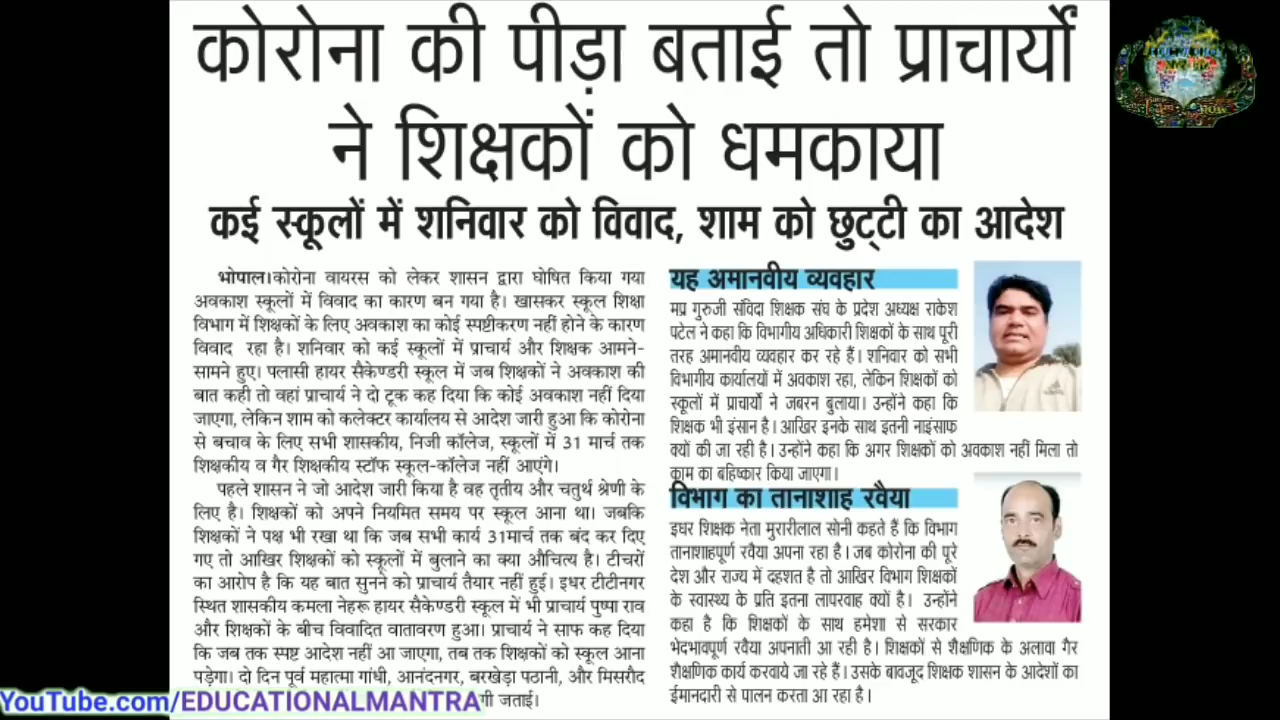 कोरोना की पीड़ा बताई तो प्राचार्यों
ने शिक्षकों को धमकाया
कई स्कूलों में शनिवार को विवाद, शाम को छुट्टी का आदेश
भोपाल।कोरोना वायरस को लेकर शासन द्वारा घोषित किया गया
अवकाश स्कूलों में विवाद का कारण बन गया है। खासकर स्कूल शिक्षा
विभाग में शिक्षकों के लिए अवकाश का कोई स्पष्टीकरण नहीं होने के कारण
विवाद रहा है। शनिवार को कई स्कूलों में प्राचार्य और शिक्षक आमने-
सामने हुए। पलासी हायर सैकेण्डरी स्कूल में जब शिक्षकों ने अवकाश की
बात कही तो वहां प्राचार्य ने दो टूक कह दिया कि कोई अवकाश नहीं दिया
जाएगा, लेकिन शाम को कलेक्टर कार्यालय से आदेश जारी हुआ कि कोरोना
से बचाव के लिए सभी शासकीय, निजी कॉलेज, स्कूलों में 31 मार्च तक
शिक्षकीय व गैर शिक्षकीय स्टॉफ स्कूल-कॉलेज नहीं आएंगे।
पहले शासन ने जो आदेश जारी किया है वह तृतीय और चतुर्थ श्रेणी के
लिए है। शिक्षकों को अपने नियमित समय पर स्कूल आना था। जबकि
शिक्षकों ने पक्ष भी रखा था कि जब सभी कार्य 31मार्च तक बंद कर दिए
गए तो आखिर शिक्षकों को स्कूलों में बुलाने का क्या औचित्य है। टीचरों
का आरोप है कि यह बात सुनने को प्राचार्य तैयार नहीं हुई। इधर टीटीनगर
स्थित शासकीय कमला नेहरू हायर सैकेण्डरी स्कूल में भी प्राचार्य पुष्पा राव
और शिक्षकों के बीच विवादित वातावरण हुआ। प्राचार्य ने साफ कह दिया
कि जब तक स्पष्ट आदेश नहीं आ जाएगा, तब तक शिक्षकों को स्कूल आना
पड़ेगा। दो दिन पूर्व महात्मा गांधी, आनंदनगर, बरखेड़ा पठानी, और मिसरौद
गी जताई।
यह अमानवीय व्यवहार
मप्र गुरुजी संविदा शिक्षक संघ के प्रदेश अध्यक्ष राकेश
पटेल ने कहा कि विभागीय अधिकारी शिक्षकों के साथ पूरी
तरह अमानवीय व्यवहार कर रहे हैं। शनिवार को सभी
विभागीय कार्यालयों में अवकाश रहा, लेकिन शिक्षकों को
स्कूलों में प्राचार्यों ने जबरन बुलाया। उन्होंने कहा कि
शिक्षक भी इंसान है। आखिर इनके साथ इतनी नाइंसाफ
क्यों की जा रही है। उन्होंने कहा कि अगर शिक्षकों को अवकाश नहीं मिला तो
काम का बहिष्कार किया जाएगा।
विभाग का तानाशाह रवैया
इधर शिक्षक नेता मुरारीलाल सोनी कहते हैं कि विभाग
तानाशाहपूर्ण रवैया अपना रहा है। जब कोरोना की पूरे
देश और राज्य में दहशत है तो आखिर विभाग शिक्षकों
के स्वास्थ्य के प्रति इतना लापरवाह क्यों है। उन्होंने
कहा है कि शिक्षकों के साथ हमेशा से सरकार
भेदभावपूर्ण रवैया अपनाती आ रही है। शिक्षकों से शैक्षणिक के अलावा गैर
शैक्षणिक कार्य करवाये जा रहे हैं। उसके बावजूद शिक्षक शासन के आदेशों का
ईमानदारी से पालन करता आ रहा है।
YouTube.com/EDUCATIONALMANTRA